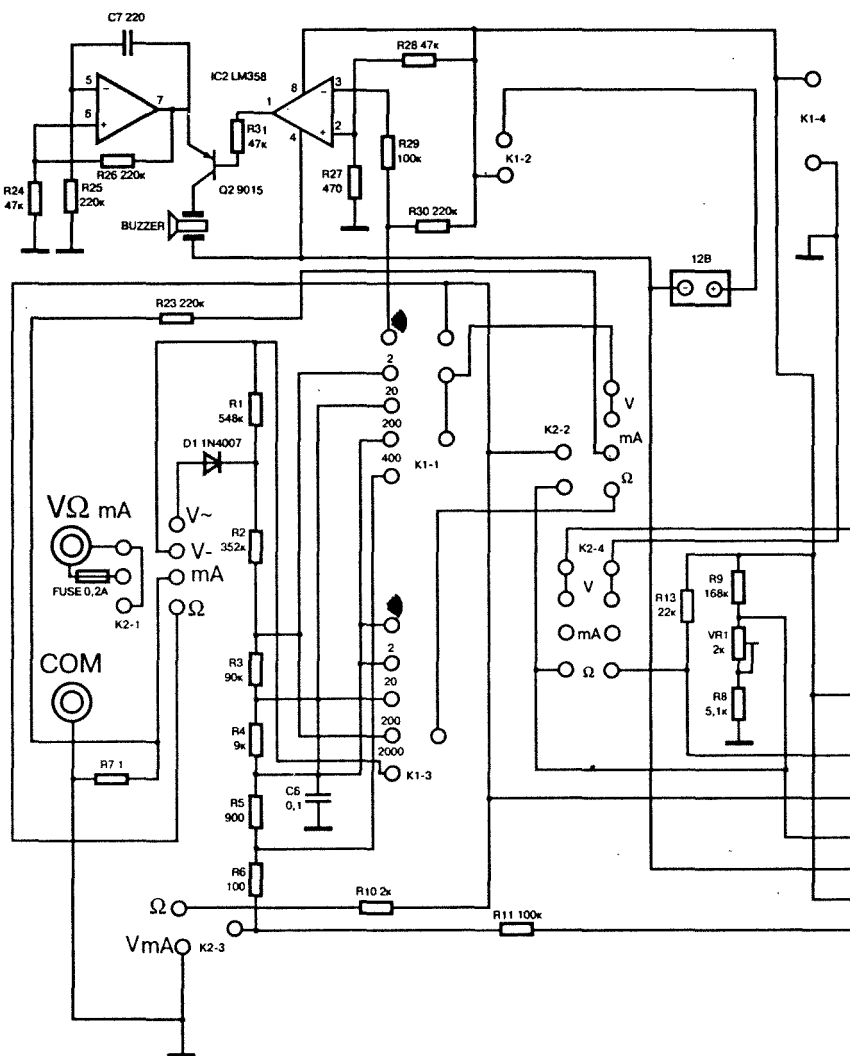 C7 220
IC2 LM358
R28 47к
5
6
7
8
1
4
3
2
R31
47к
R29
100к
K1-2
K1-4
R26 220к
R24
47к
R25
220к
Q2 9015
R27
470
R30 220к
BUZZER
12В
R23 220к
2
20
200
400
K1-1
R1
548к
D1 1N4007
K2-2
V
mA
Ω
VΩ mA
V~
V-
mA
Ω
FUSE 0,2A
K2-1
R2
352к
K2-4
V
mA
Ω
R13
22к
R9
168к
VR1
2к
R8
5,1к
COM
R3
90к
R4
9к
2
20
200
2000
K1-3
R7 1
C6
0,1
R5
900
R6
100
Ω
R10 2к
R11 100к
VmA
K2-3